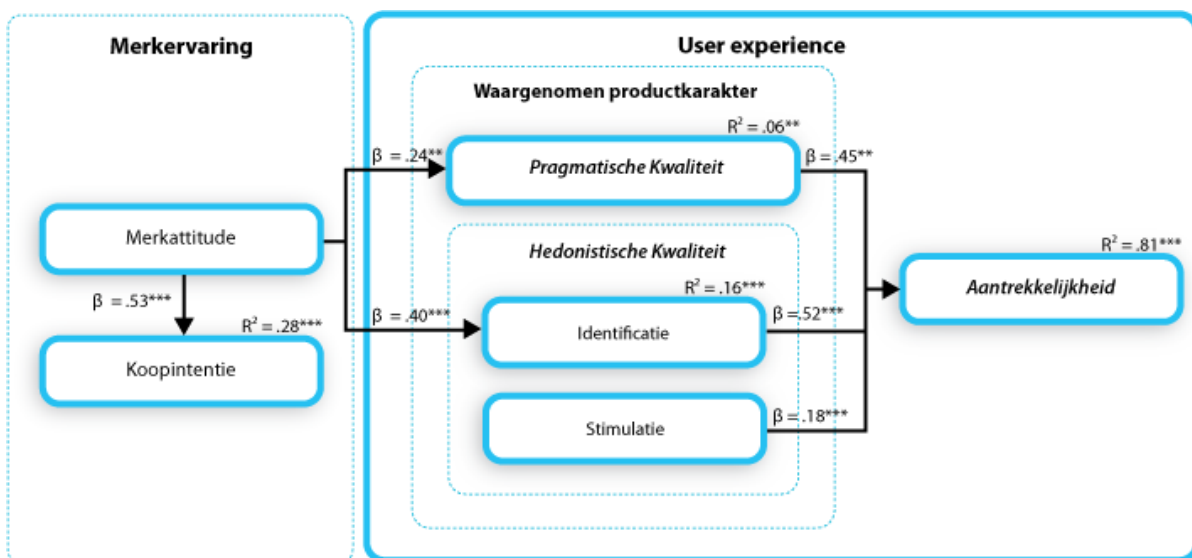 Merkervaring
User experience
Waargenomen productkarakter
R² = .06**
β = .24**
Pragmatische Kwaliteit
β = .45**
Merkattitude
Hedonistische Kwaliteit
R² = .81***
β = .53***
R² = .16***
Aantrekkelijkheid
R² = .28***
β = .40***
Identificatie
β =.52***
Koopintentie
Stimulatie
β = .18***